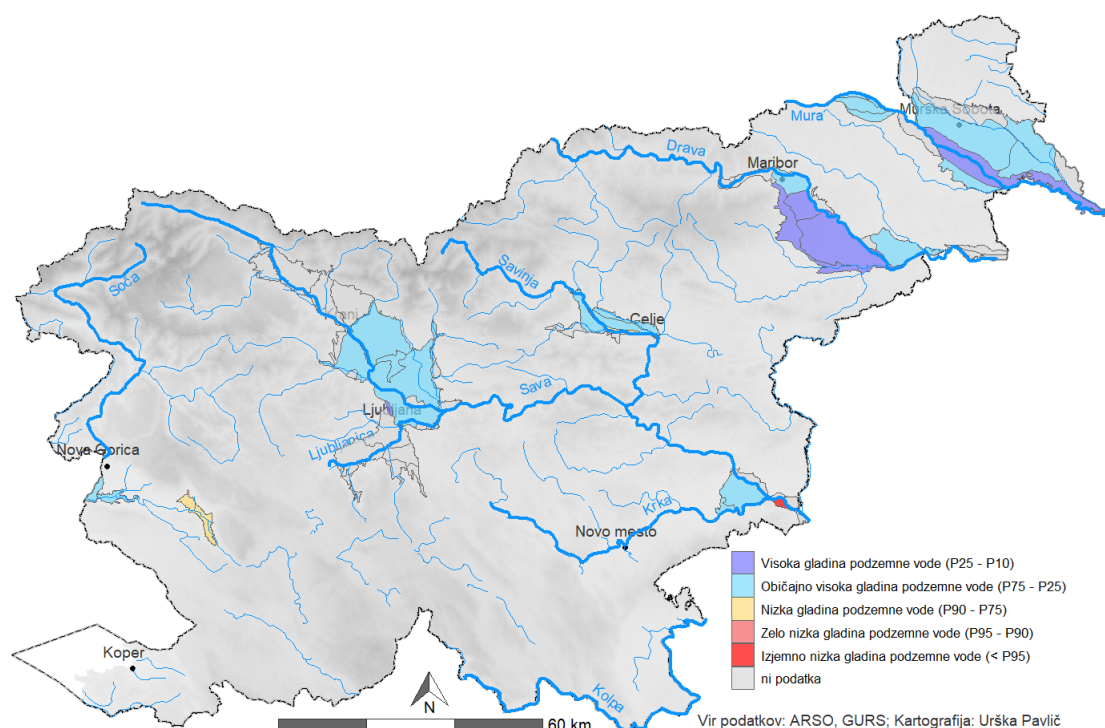 Mura
Murska Sobota
Drava
Maribor
Soča
Savinja
Kranj
Celje
Sava
Ljubljana
Ljubljanica
Nova Gorica
Krka
Novo mesto
Koper
Kolpa
N
60 km
Visoka gladina podzemne vode (P25 - P10)
Običajno visoka gladina podzemne vode (P75 - P25)
Nizka gladina podzemne vode (P90 - P75)
Zelo nizka gladina podzemne vode (P95 - P90)
Izjemno nizka gladina podzemne vode (< P95)
ni podatka
Vir podatkov: ARSO, GURS; Kartografija: Urška Pavlič